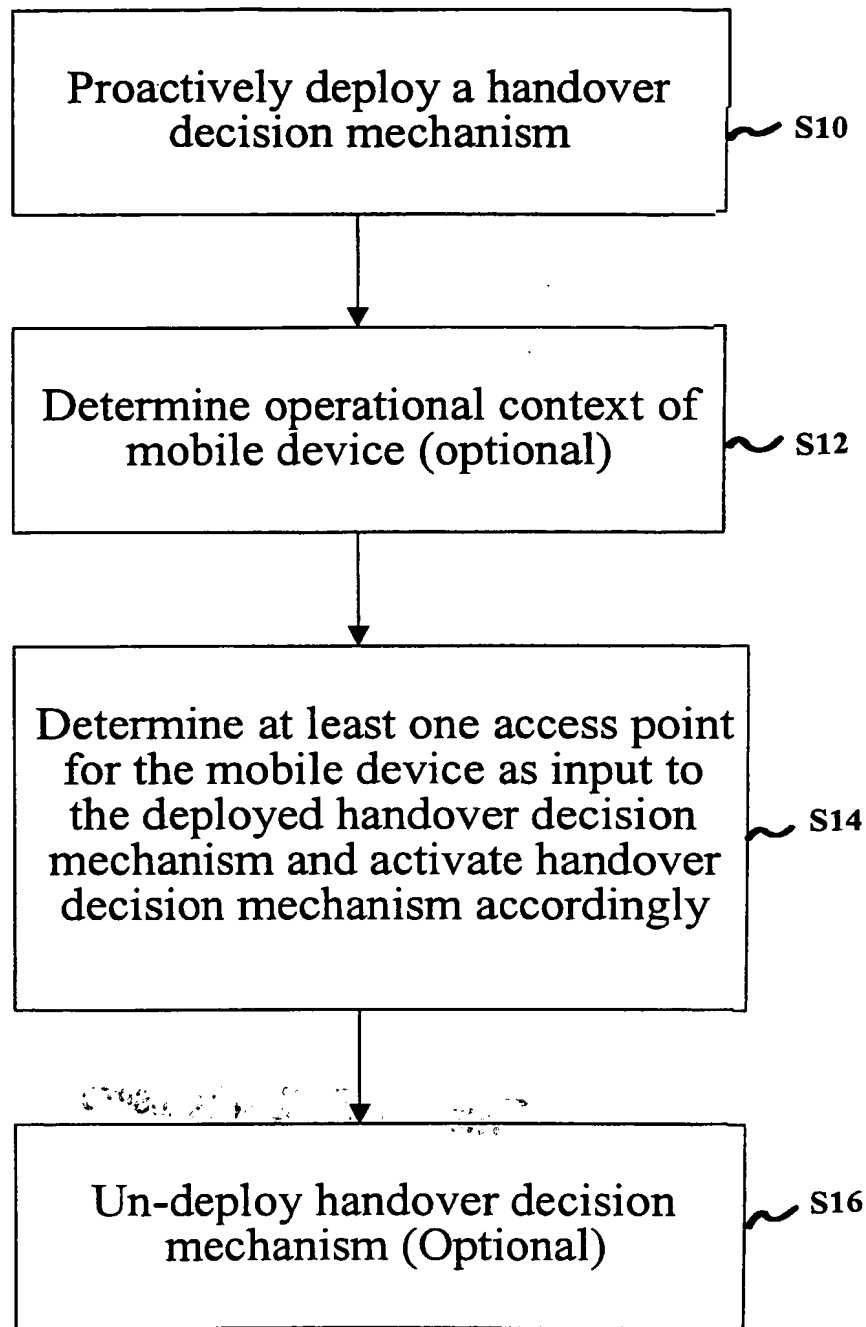 Proactively deploy a handover
decision mechanism
S10
Determine operational context of
mobile device (optional)
S12
Determine at least one access point
for the mobile device as input to
the deployed handover decision
mechanism and activate handover
decision mechanism accordingly
S14
Un-deploy handover decision
mechanism (Optional)
S16